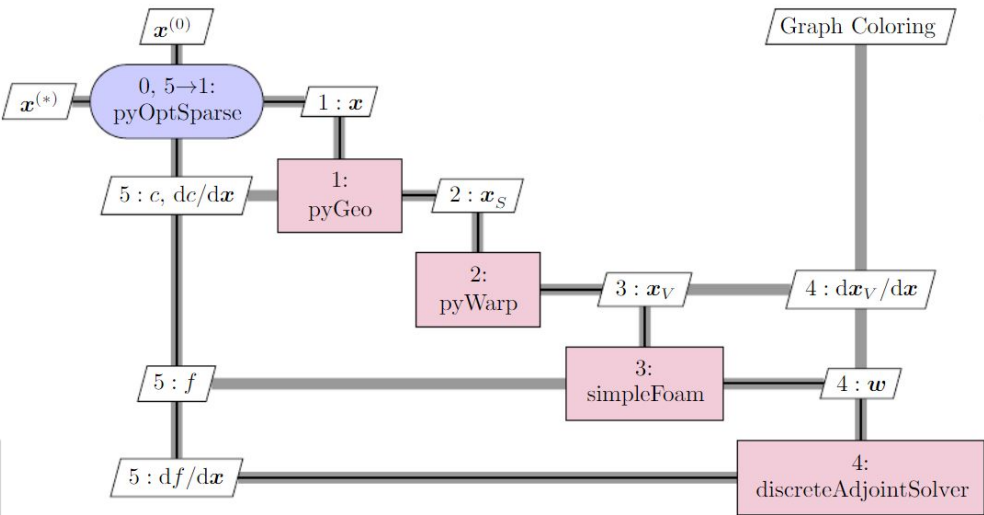 𝒙⁽⁰⁾
Graph Coloring
𝒙⁽*⁾
0, 5→1:
pyOptSparse
1 : 𝒙
5 : c, dc/d𝒙
1:
pyGeo
2 : 𝒙_S
2:
pyWarp
3 : 𝒙_V
4 : d𝒙_V/d𝒙
5 : f
3:
simpleFoam
4 : 𝒘
5 : df/d𝒙
4:
discreteAdjointSolver